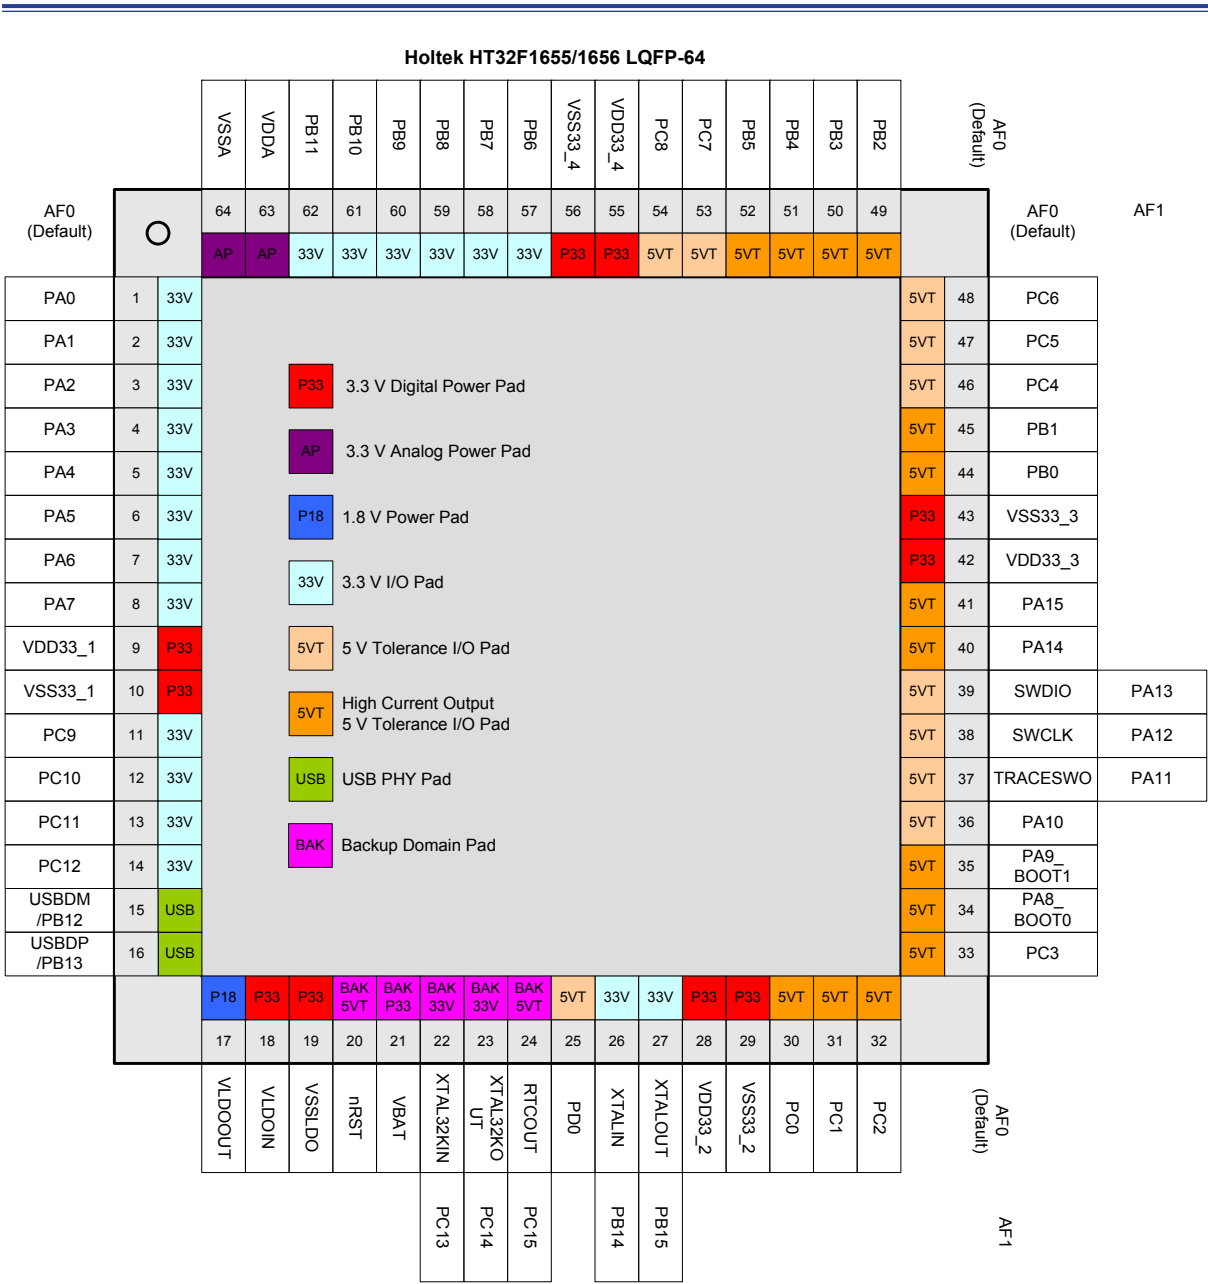 Holtek HT32F1655/1656 LQFP-64
VSSA
VDDA
PB11
PB10
PB9
PB8
PB7
PB6
VSS33_4
VDD33_4
PC8
PC7
PB5
PB4
PB3
PB2
AF0
(Default)
AF0
(Default)
64 63 62 61 60 59 58 57 56 55 54 53 52 51 50 49
AP AP 33V 33V 33V 33V 33V 33V P33 P33 5VT 5VT 5VT 5VT 5VT 5VT
AF0
(Default)
AF1
PA0 1 33V
5VT 48 PC6
PA1 2 33V
5VT 47 PC5
PA2 3 33V
5VT 46 PC4
PA3 4 33V
5VT 45 PB1
PA4 5 33V
5VT 44 PB0
PA5 6 33V
P33 43 VSS33_3
PA6 7 33V
P33 42 VDD33_3
PA7 8 33V
5VT 41 PA15
VDD33_1 9 P33
5VT 40 PA14
VSS33_1 10 P33
5VT 39 SWDIO PA13
PC9 11 33V
5VT 38 SWCLK PA12
PC10 12 33V
5VT 37 TRACESWO PA11
PC11 13 33V
5VT 36 PA10
PC12 14 33V
5VT 35 PA9_
BOOT1
USBDM
/PB12
15 USB
5VT 34 PA8_
BOOT0
USBDP
/PB13
16 USB
5VT 33 PC3
P33 3.3 V Digital Power Pad
AP 3.3 V Analog Power Pad
P18 1.8 V Power Pad
33V 3.3 V I/O Pad
5VT 5 V Tolerance I/O Pad
5VT High Current Output
5 V Tolerance I/O Pad
USB USB PHY Pad
BAK Backup Domain Pad
P18 P33 P33 BAK BAK BAK BAK BAK 5VT 33V 33V P33 P33 5VT 5VT 5VT
5VT P33 33V 33V 5VT
17 18 19 20 21 22 23 24 25 26 27 28 29 30 31 32
VLDOOUT
VLDOIN
VSSLDO
nRST
VBAT
XTAL32KIN
XTAL32KO
UT
RTCOUT
PD0
XTALIN
XTALOUT
VDD33_2
VSS33_2
PC0
PC1
PC2
AF0
(Default)
PC13
PC14
PC15
PB14
PB15
AF1